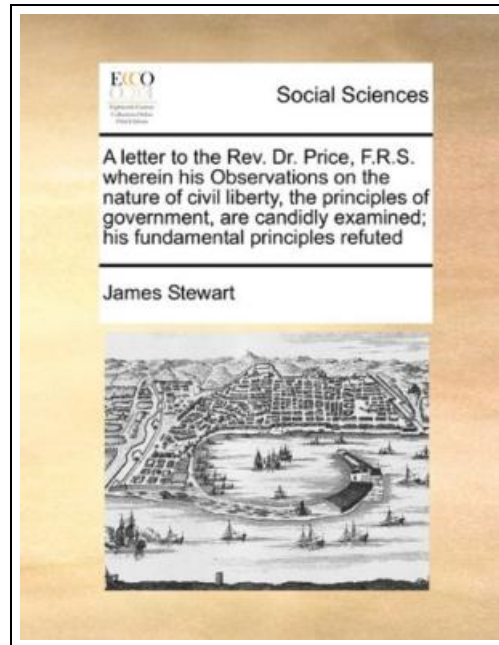 ECCO
Social Sciences
A letter to the Rev. Dr. Price, F.R.S.
wherein his Observations on the
nature of civil liberty, the principles of
government, are candidly examined;
his fundamental principles refuted
James Stewart